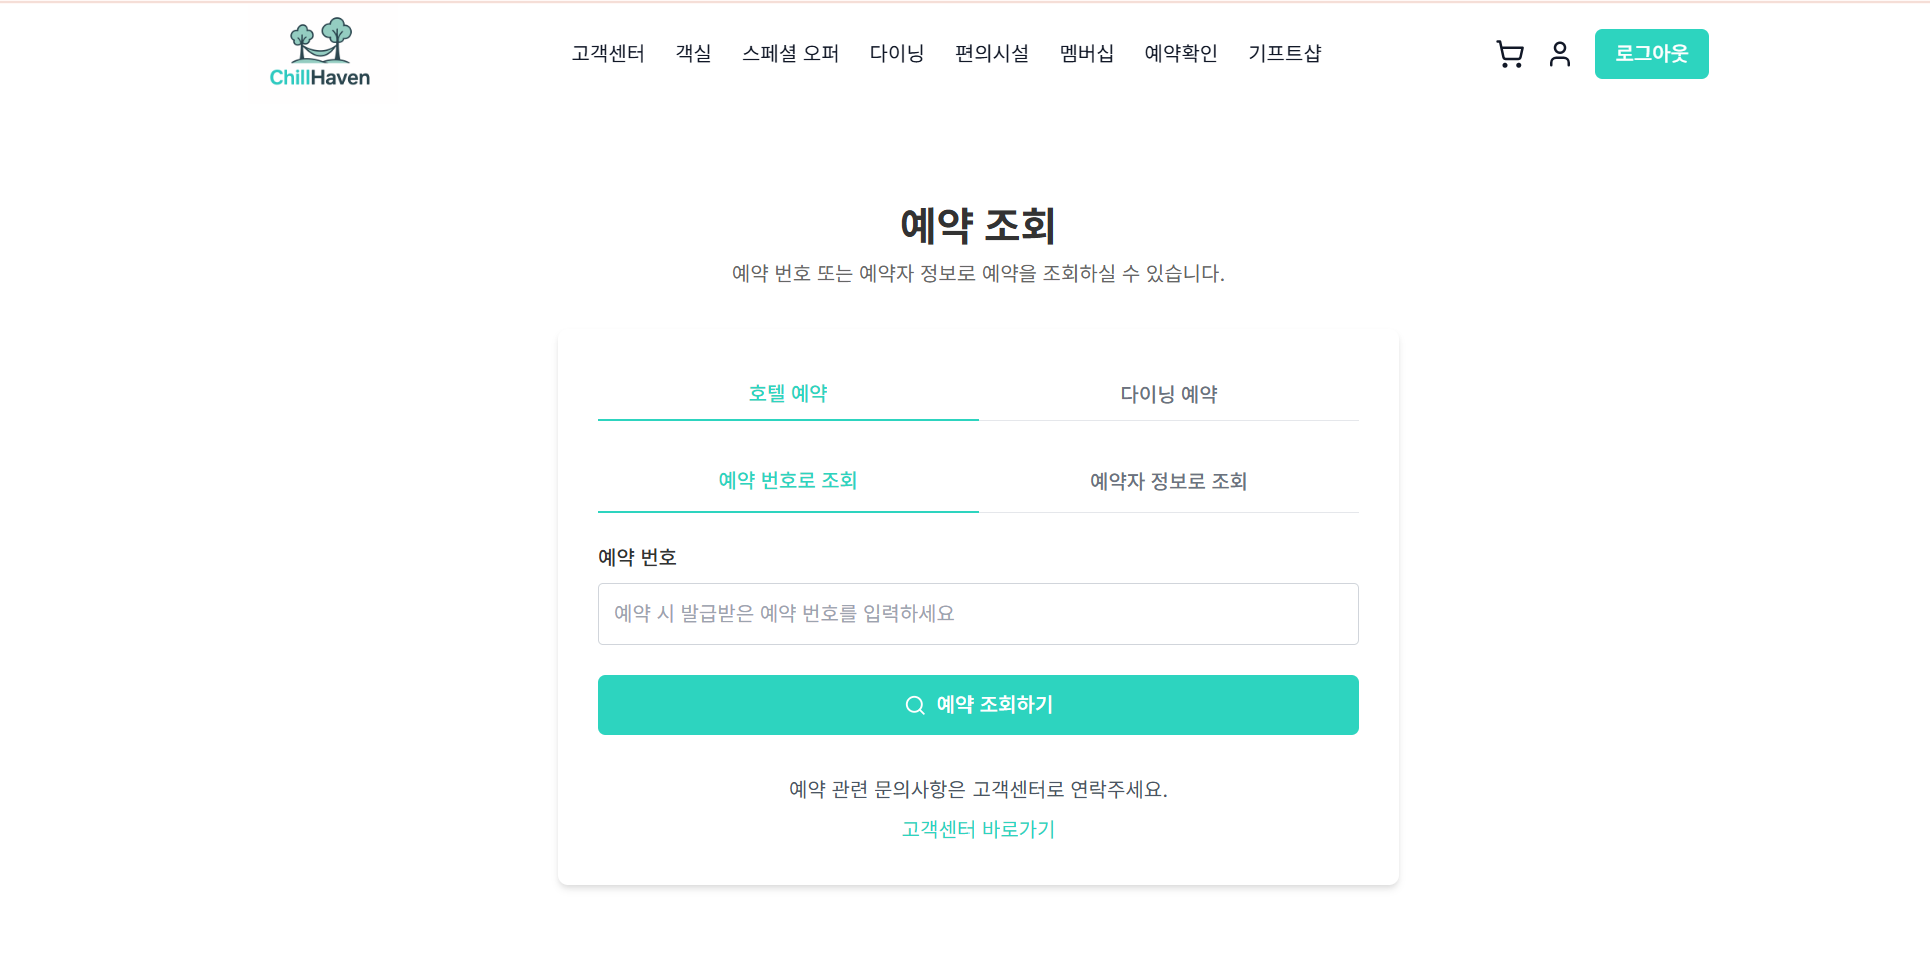 ChillHaven
고객센터 객실 스페셜 오퍼 다이닝 편의시설 멤버십 예약확인 기프트샵 로그아웃
예약 조회
예약 번호 또는 예약자 정보로 예약을 조회하실 수 있습니다.
호텔 예약 다이닝 예약
예약 번호로 조회 예약자 정보로 조회
예약 번호
예약 시 발급받은 예약 번호를 입력하세요
예약 조회하기
예약 관련 문의사항은 고객센터로 연락주세요.
고객센터 바로가기